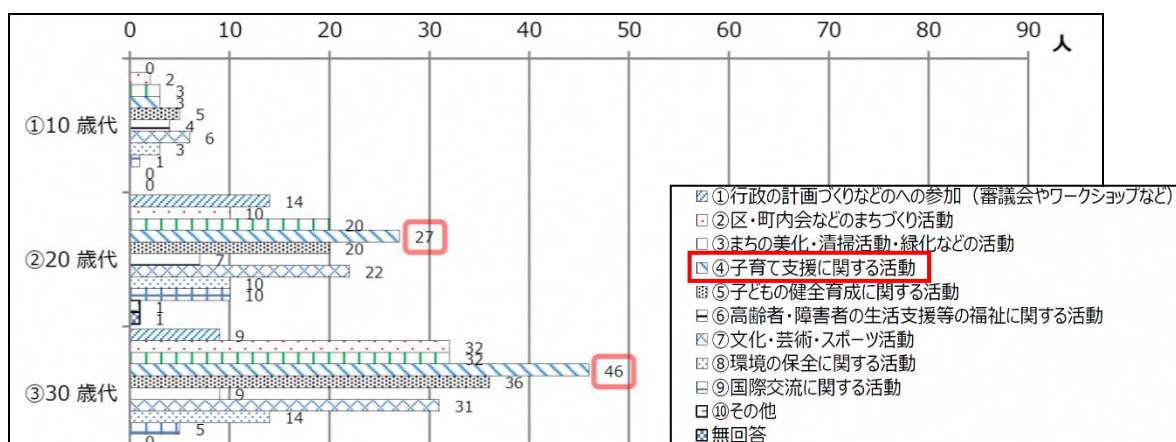 0 10 20 30 40 50 60 70 80 90 人
①10 歳代
0
2
3
3
5
4
6
3
1
0
0
②20 歳代
14
10
20
27
20
7
22
10
10
1
1
③30 歳代
9
32
32
46
36
9
31
14
5
0
①行政の計画づくりなどのへの参加（審議会やワークショップなど）
②区・町内会などのまちづくり活動
③まちの美化・清掃活動・緑化などの活動
④子育て支援に関する活動
⑤子どもの健全育成に関する活動
⑥高齢者・障害者の生活支援等の福祉に関する活動
⑦文化・芸術・スポーツ活動
⑧環境の保全に関する活動
⑨国際交流に関する活動
⑩その他
無回答